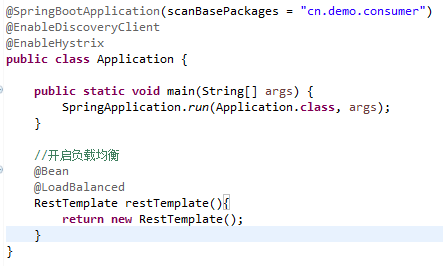 @SpringBootApplication(scanBasePackages = "cn.demo.consumer")
@EnableDiscoveryClient
@EnableHystrix
public class Application {
public static void main(String[] args) {
SpringApplication.run(Application.class, args);
}
//开启负载均衡
@Bean
@LoadBalanced
RestTemplate restTemplate(){
return new RestTemplate();
}
}